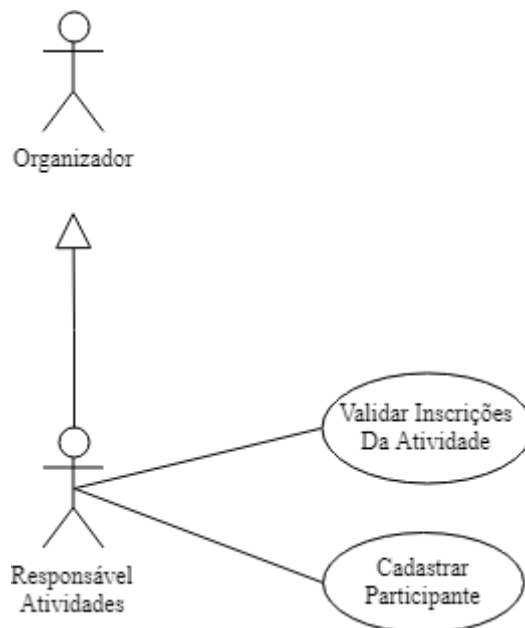 Organizador
Validar Inscrições
Da Atividade
Responsável
Atividades
Cadastrar
Participante